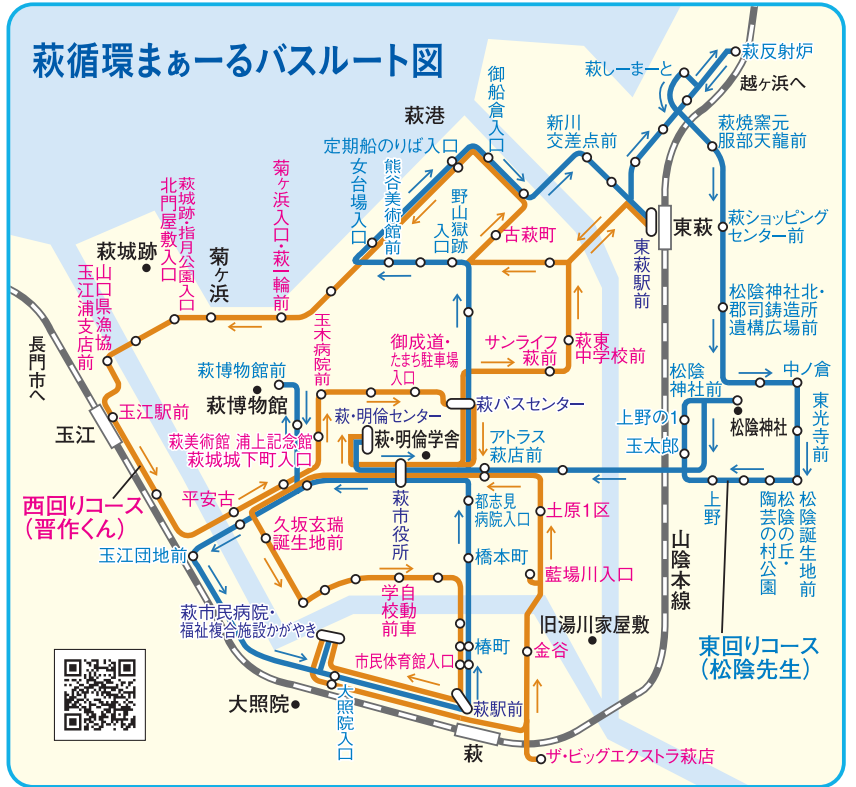 萩循環まぁーるバスルート図
萩反射炉
萩しーまーと
越ヶ浜へ
御船倉入口
萩港
定期船のりば入口
新川
交差点前
萩焼窯元
服部天龍前
女台場入口
熊谷美術館前
野山獄跡
入口
古萩町
東萩
東萩駅前
萩ショッピング
センター前
菊ヶ浜入口・萩一輪前
萩城跡・指月公園入口
北門屋敷入口
萩城跡
菊ヶ浜
山口県漁協
玉江浦支店前
長門市へ
玉木病院前
御成道・
たまち駐車場
入口
サンライフ
萩前
萩東
中学校前
松陰神社北・
郡司鋳造所
遺構広場前
萩博物館前
萩博物館
松陰
神社前
中ノ倉
玉江駅前
玉江
萩・明倫センター
萩バスセンター
上野の1
松陰神社
東光寺前
萩美術館 浦上記念館
萩城城下町入口
萩・明倫学舎
アトラス
萩店前
玉太郎
西回りコース
(晋作くん)
平安古
萩市役所
都志見
病院入口
土原1区
上野
陶芸の村公園
松陰の丘・
松陰誕生地前
久坂玄瑞
誕生地前
玉江団地前
橋本町
藍場川入口
山陰本線
自動車
学校前
萩市民病院・
福祉複合施設かがやき
旧湯川家屋敷
東回りコース
(松陰先生)
椿町
市民体育館入口
金谷
大照院
大照院入口
萩駅前
萩
ザ・ビッグエクストラ萩店